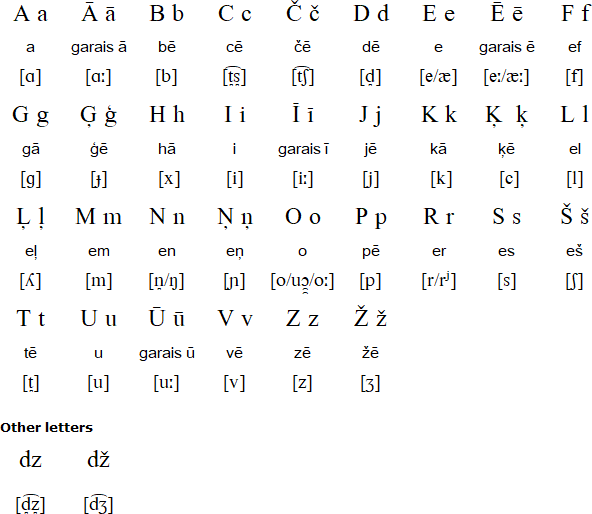 A a Ā ā B b C c Č č D d E e Ē ē F f
a garais ā bē cē čē dē e garais ē ef
[ɑ] [ɑː] [b] [t̪͡s̪] [t͡ʃ] [d̪] [e/æ] [eː/æː] [f]
G g Ģ ģ H h I i Ī ī J j K k Ķ ķ L l
gā ģē hā i garais ī jē kā ķē el
[ɡ] [ɟ] [x] [i] [iː] [j] [k] [c] [l]
Ļ ļ M m N n Ņ ņ O o P p R r S s Š š
eļ em en eņ o pē er es eš
[ʎ] [m] [n̪/ŋ] [ɲ] [o/uɔ̯/oː] [p] [r/rʲ] [s] [ʃ]
T t U u Ū ū V v Z z Ž ž
tē u garais ū vē zē žē
[t̪] [u] [uː] [v] [z] [ʒ]
Other letters
dz dž
[d̪͡z̪] [d͡ʒ]